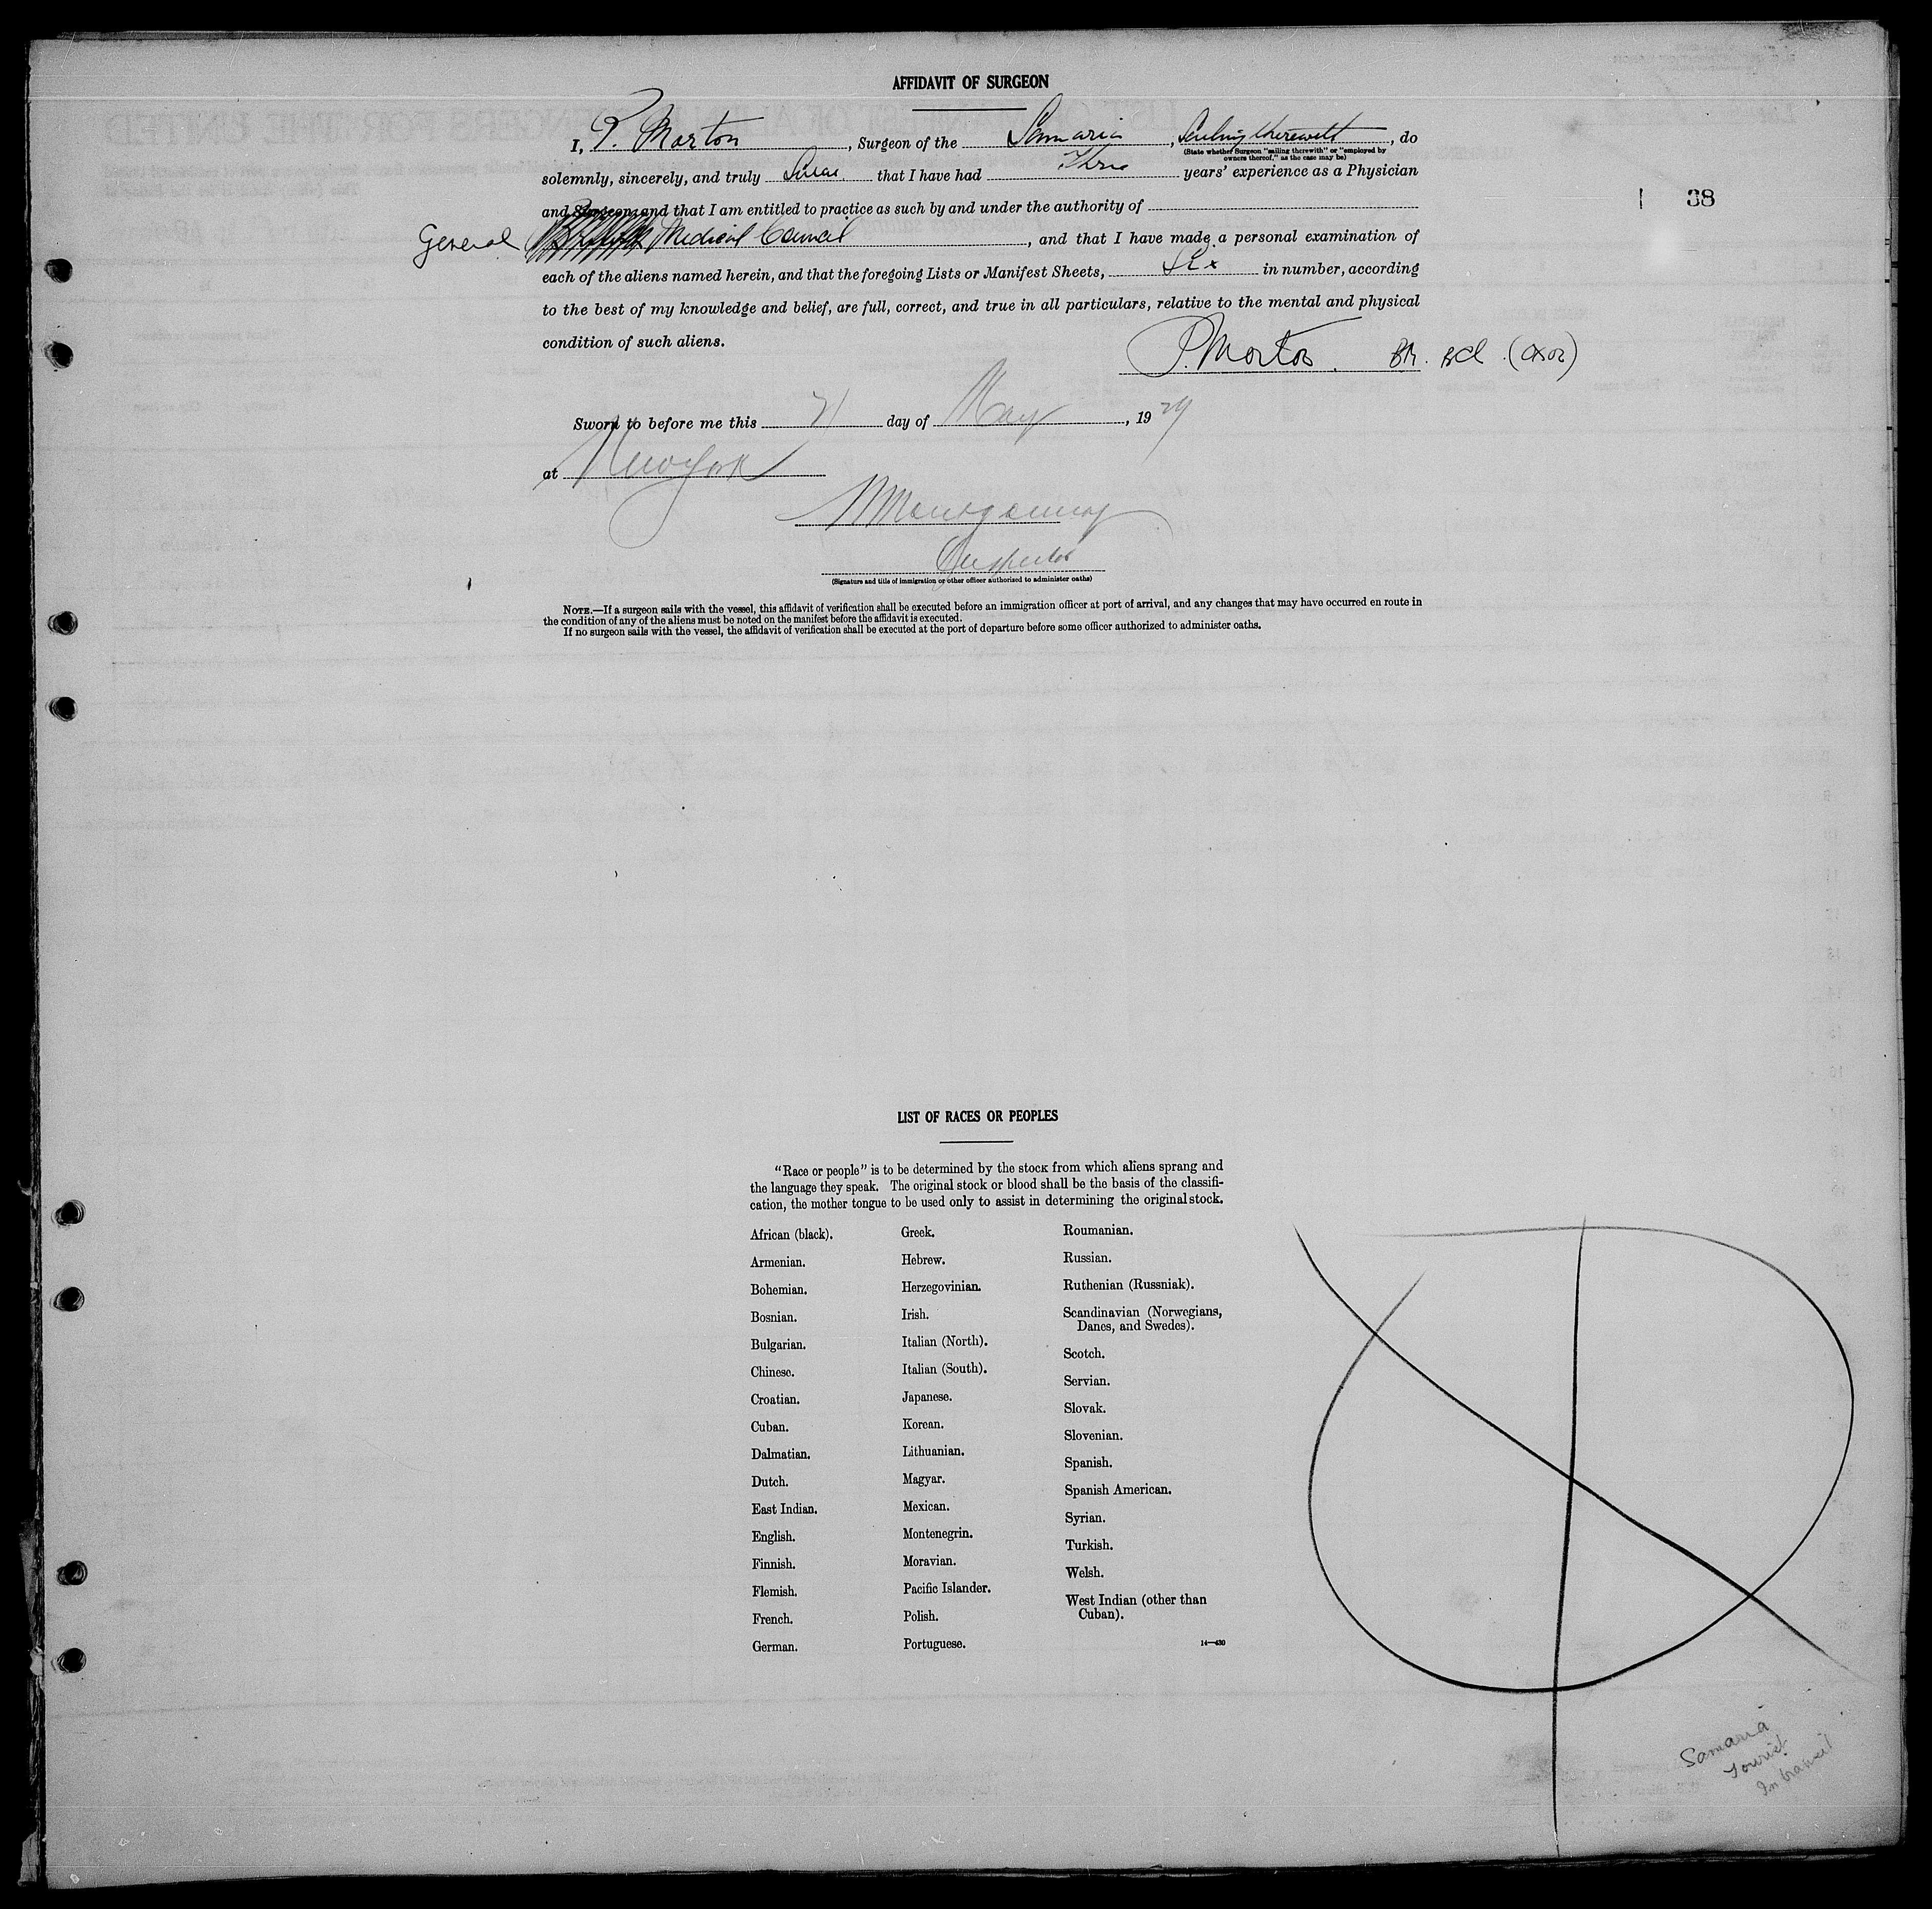 AFFIDAVIT OF SURGEON
I, P. Morton, Surgeon of the Samaria, Sailing therewith, do
(State whether Surgeon "sailing therewith" or "employed by
owners thereof," as the case may be)
solemnly, sincerely, and truly Swear that I have had Three years' experience as a Physician
and Surgeon; and that I am entitled to practice as such by and under the authority of
General Medical Council, and that I have made a personal examination of
each of the aliens named herein, and that the foregoing Lists or Manifest Sheets, Six in number, according
to the best of my knowledge and belief, are full, correct, and true in all particulars, relative to the mental and physical
condition of such aliens.
P. Morton. BM. BCh. (Oxon)
38
Sworn to before me this 21 day of May, 1929
at New York
Inspector
(Signature and title of immigration or other officer authorized to administer oaths)
NOTE.—If a surgeon sails with the vessel, this affidavit of verification shall be executed before an immigration officer at port of arrival, and any changes that may have occurred en route in
the condition of any of the aliens must be noted on the manifest before the affidavit is executed.
If no surgeon sails with the vessel, the affidavit of verification shall be executed at the port of departure before some officer authorized to administer oaths.
LIST OF RACES OR PEOPLES
"Race or people" is to be determined by the stock from which aliens sprang and
the language they speak. The original stock or blood shall be the basis of the classifi-
cation, the mother tongue to be used only to assist in determining the original stock.
African (black).
Armenian.
Bohemian.
Bosnian.
Bulgarian.
Chinese.
Croatian.
Cuban.
Dalmatian.
Dutch.
East Indian.
English.
Finnish.
Flemish.
French.
German.
Greek.
Hebrew.
Herzegovinian.
Irish.
Italian (North).
Italian (South).
Japanese.
Korean.
Lithuanian.
Magyar.
Mexican.
Montenegrin.
Moravian.
Pacific Islander.
Polish.
Portuguese.
Roumanian.
Russian.
Ruthenian (Russniak).
Scandinavian (Norwegians,
Danes, and Swedes).
Scotch.
Servian.
Slovak.
Slovenian.
Spanish.
Spanish American.
Syrian.
Turkish.
Welsh.
West Indian (other than
Cuban).
14—430
Samaria
Tourist
In transit